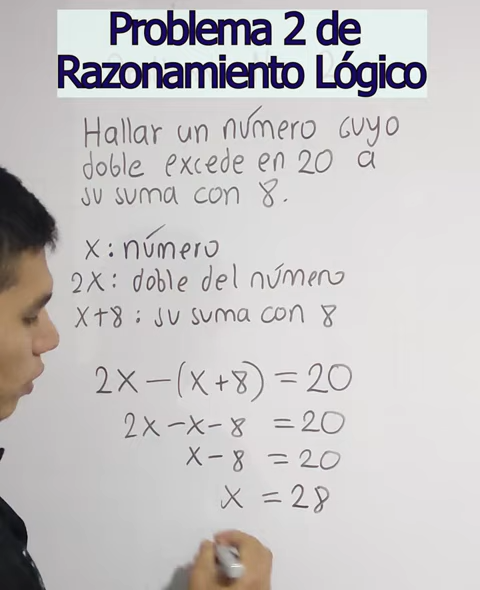 Problema 2 de
Razonamiento Lógico
Hallar un número cuyo
doble excede en 20 a
su suma con 8.
x: número
2x: doble del número
x+8: su suma con 8
2x-(x+8)=20
2x-x-8 =20
x-8 =20
x =28